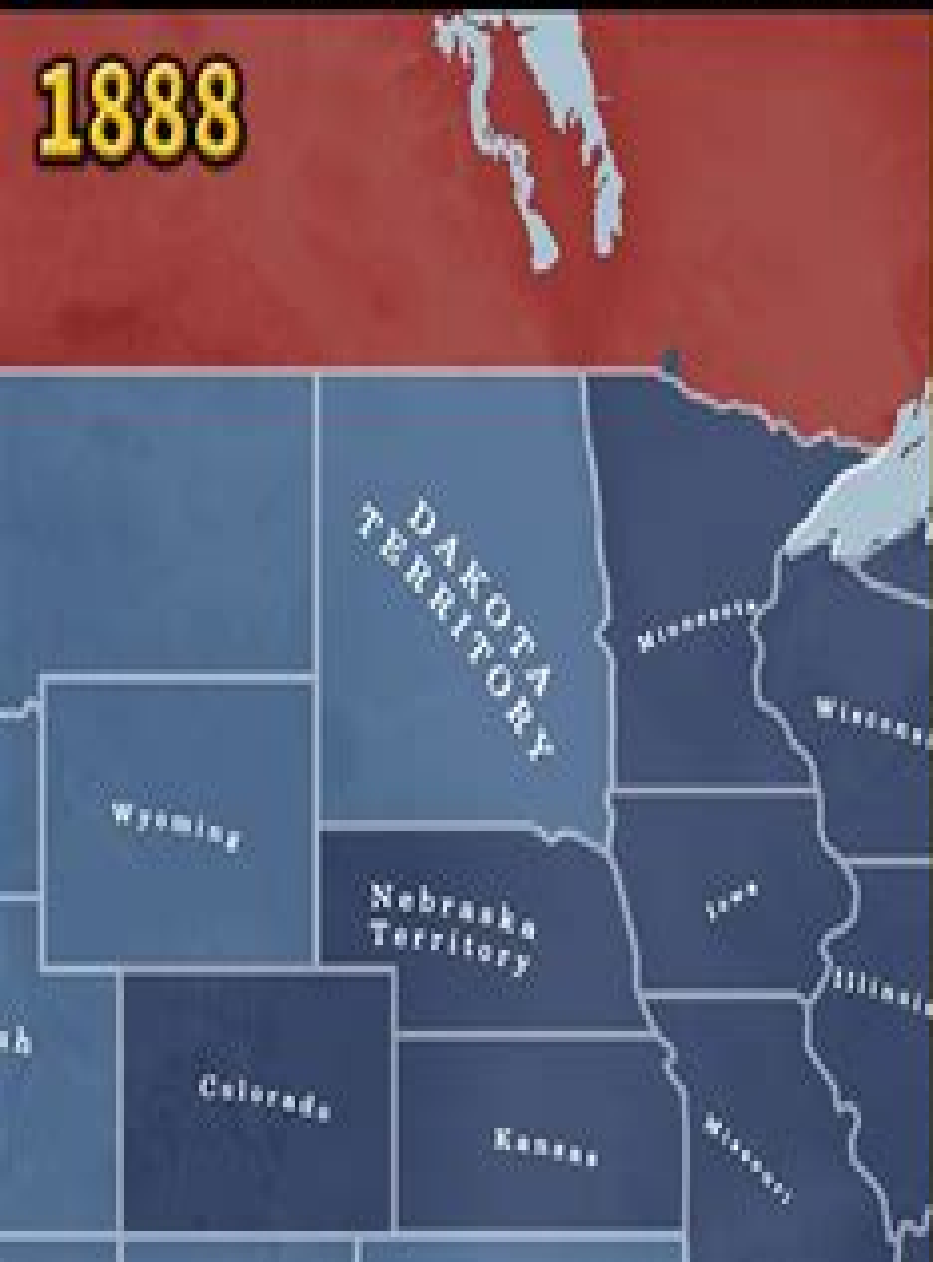 1888
DAKOTA
TERRITORY
Minnesota
Wyoming
Nebraska
Territory
Iowa
Colorado
Kansas
Missouri